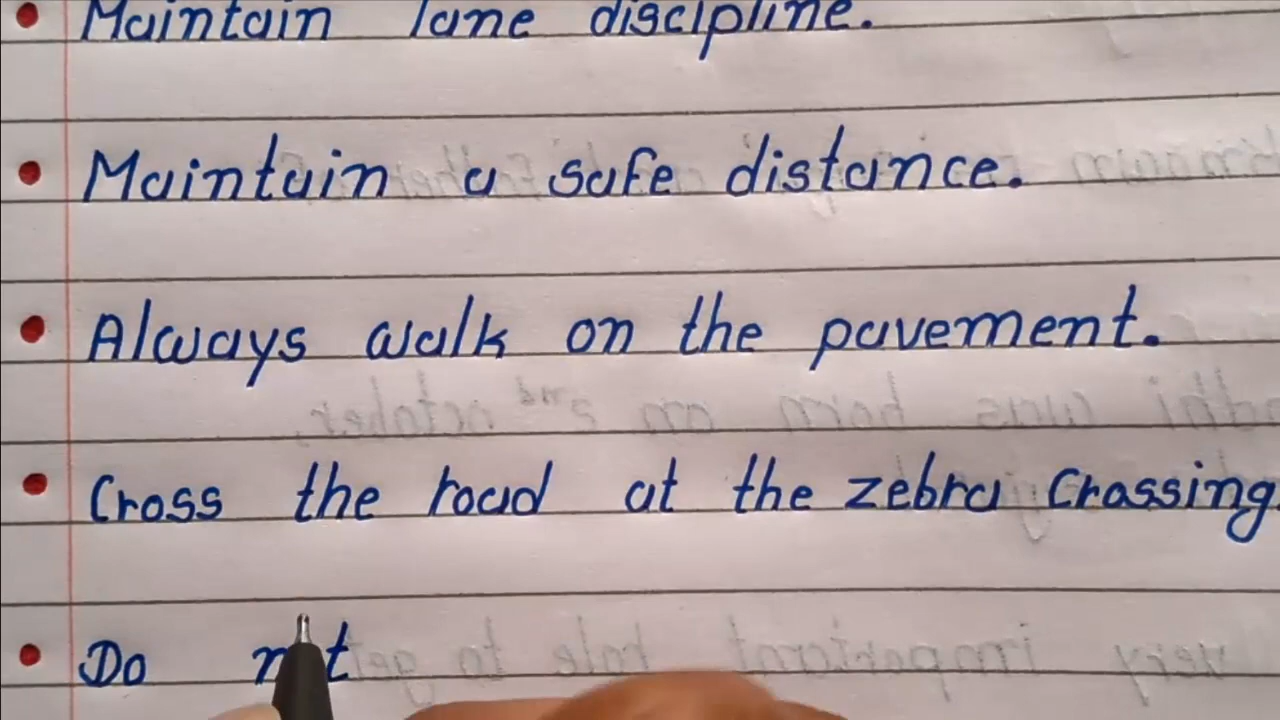 • Maintain lane discipline.
• Maintain a safe distance.
• Always walk on the pavement.
• Cross the road at the zebra crossing.
• Do not